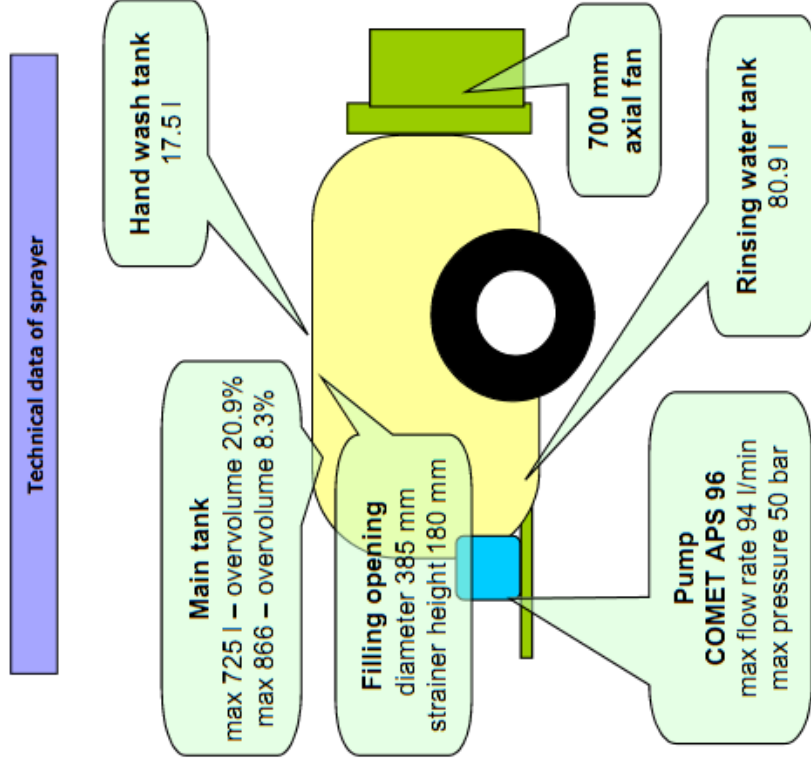 Technical data of sprayer
Main tank
max 725 l – overvolume 20.9%
max 866 – overvolume 8.3%
Hand wash tank
17.5 l
Filling opening
diameter 385 mm
strainer height 180 mm
700 mm
axial fan
Pump
COMET APS 96
max flow rate 94 l/min
max pressure 50 bar
Rinsing water tank
80.9 l